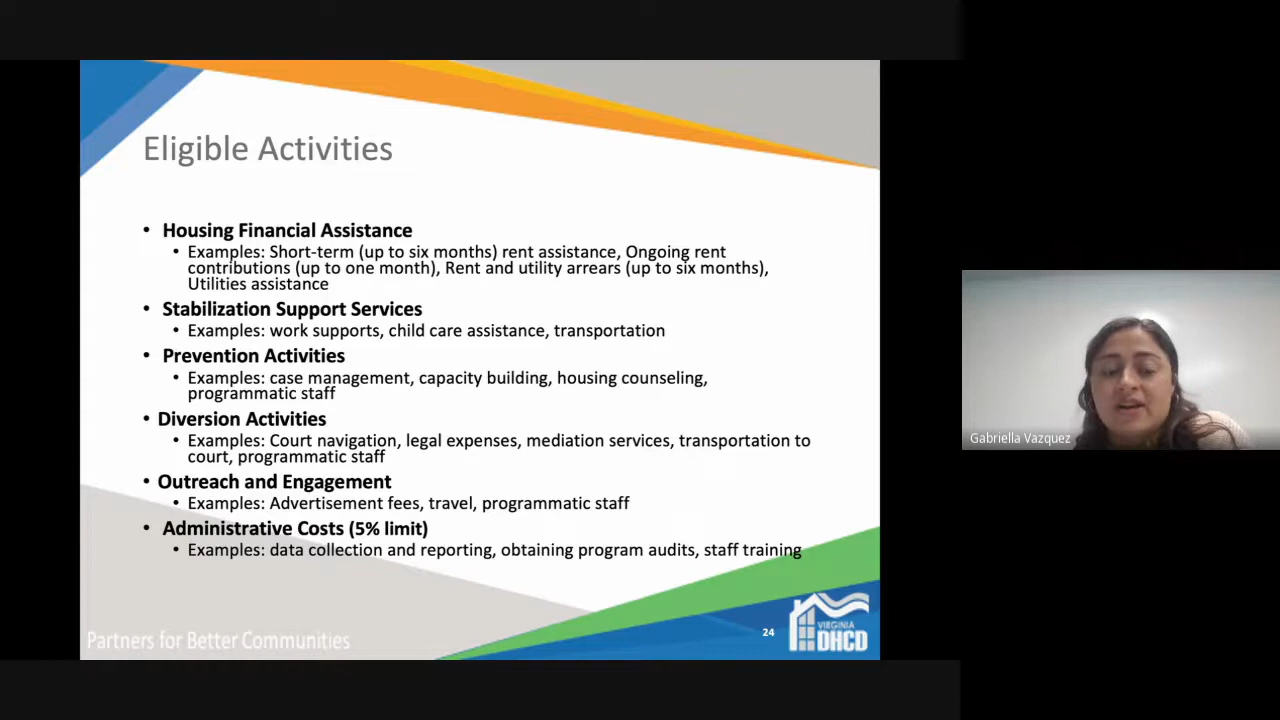 Eligible Activities
• Housing Financial Assistance
• Examples: Short-term (up to six months) rent assistance, Ongoing rent
contributions (up to one month), Rent and utility arrears (up to six months),
Utilities assistance
• Stabilization Support Services
• Examples: work supports, child care assistance, transportation
• Prevention Activities
• Examples: case management, capacity building, housing counseling,
programmatic staff
• Diversion Activities
• Examples: Court navigation, legal expenses, mediation services, transportation to
court, programmatic staff
• Outreach and Engagement
• Examples: Advertisement fees, travel, programmatic staff
• Administrative Costs (5% limit)
• Examples: data collection and reporting, obtaining program audits, staff training
Partners for Better Communities
24
VIRGINIA
DHCD
Gabriella Vazquez